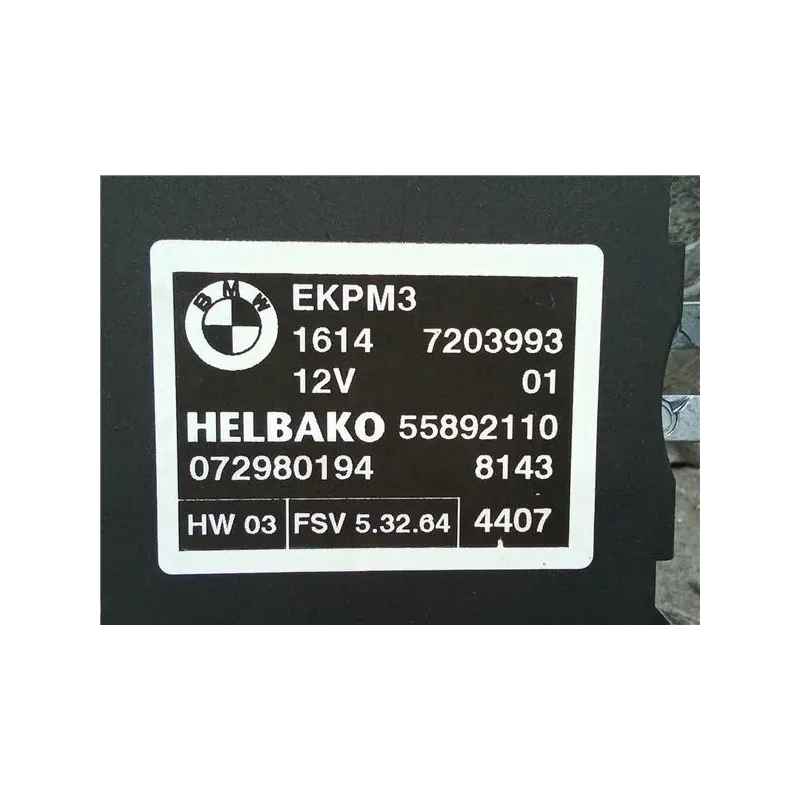 BMW
EKPM3
1614 7203993
12V 01
HELBAKO 55892110
072980194 8143
HW 03 FSV 5.32.64 4407